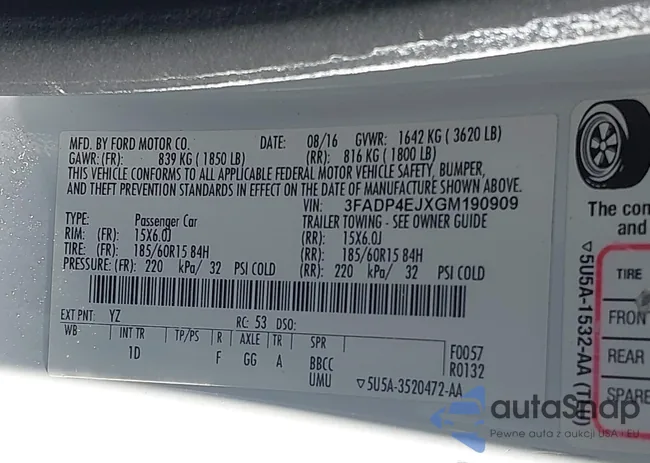 MFD. BY FORD MOTOR CO. DATE: 08/16 GVWR: 1642 KG ( 3620 LB)
GAWR:(FR): 839 KG ( 1850 LB) (RR): 816 KG ( 1800 LB)
THIS VEHICLE CONFORMS TO ALL APPLICABLE FEDERAL MOTOR VEHICLE SAFETY, BUMPER,
AND THEFT PREVENTION STANDARDS IN EFFECT ON THE DATE OF MANUFACTURE SHOWN ABOVE.
VIN: 3FADP4EJXGM190909
TYPE: Passenger Car TRAILER TOWING - SEE OWNER GUIDE
RIM: (FR): 15X6.0J (RR): 15X6.0J
TIRE: (FR): 185/60R15 84H (RR): 185/60R15 84H
PRESSURE: (FR): 220 kPa/ 32 PSI COLD (RR): 220 kPa/ 32 PSI COLD
EXT PNT: YZ RC: 53 DSO:
WB INT TR TP/PS R AXLE TR SPR F0057
1D F GG A BBCC R0132
UMU ▽5U5A-3520472-AA
▽5U5A-1532-AA (TM)
The con
and
TIRE
FRON
REAR
SPARE
autoSnap
Pewne auta z aukcji USA i EU